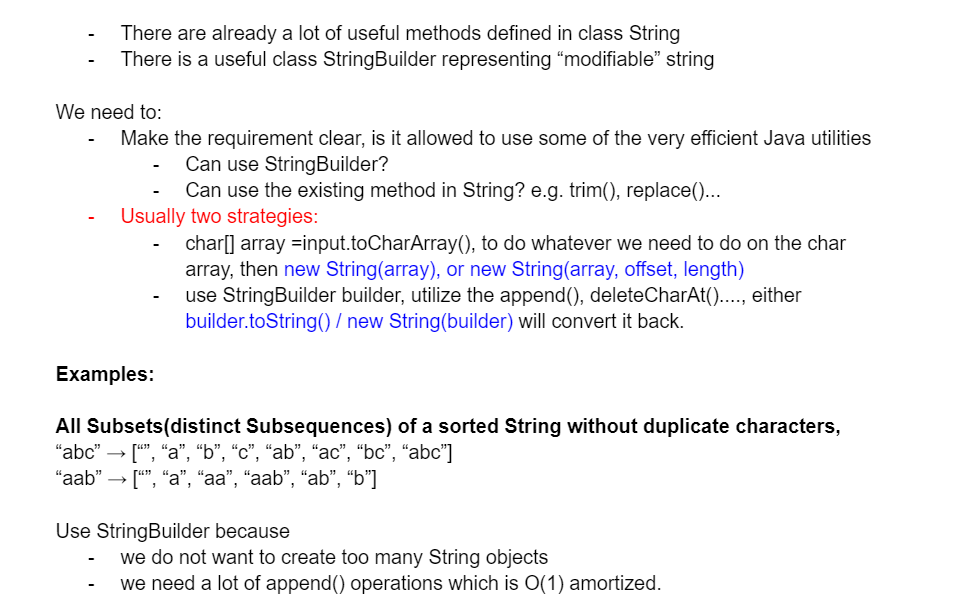 - There are already a lot of useful methods defined in class String
- There is a useful class StringBuilder representing “modifiable” string
We need to:
- Make the requirement clear, is it allowed to use some of the very efficient Java utilities
- Can use StringBuilder?
- Can use the existing method in String? e.g. trim(), replace()...
- Usually two strategies:
- char[] array =input.toCharArray(), to do whatever we need to do on the char
array, then new String(array), or new String(array, offset, length)
- use StringBuilder builder, utilize the append(), deleteCharAt()...., either
builder.toString() / new String(builder) will convert it back.
Examples:
All Subsets(distinct Subsequences) of a sorted String without duplicate characters,
“abc” → [“”, “a”, “b”, “c”, “ab”, “ac”, “bc”, “abc”]
“aab” → [“”, “a”, “aa”, “aab”, “ab”, “b”]
Use StringBuilder because
- we do not want to create too many String objects
- we need a lot of append() operations which is O(1) amortized.